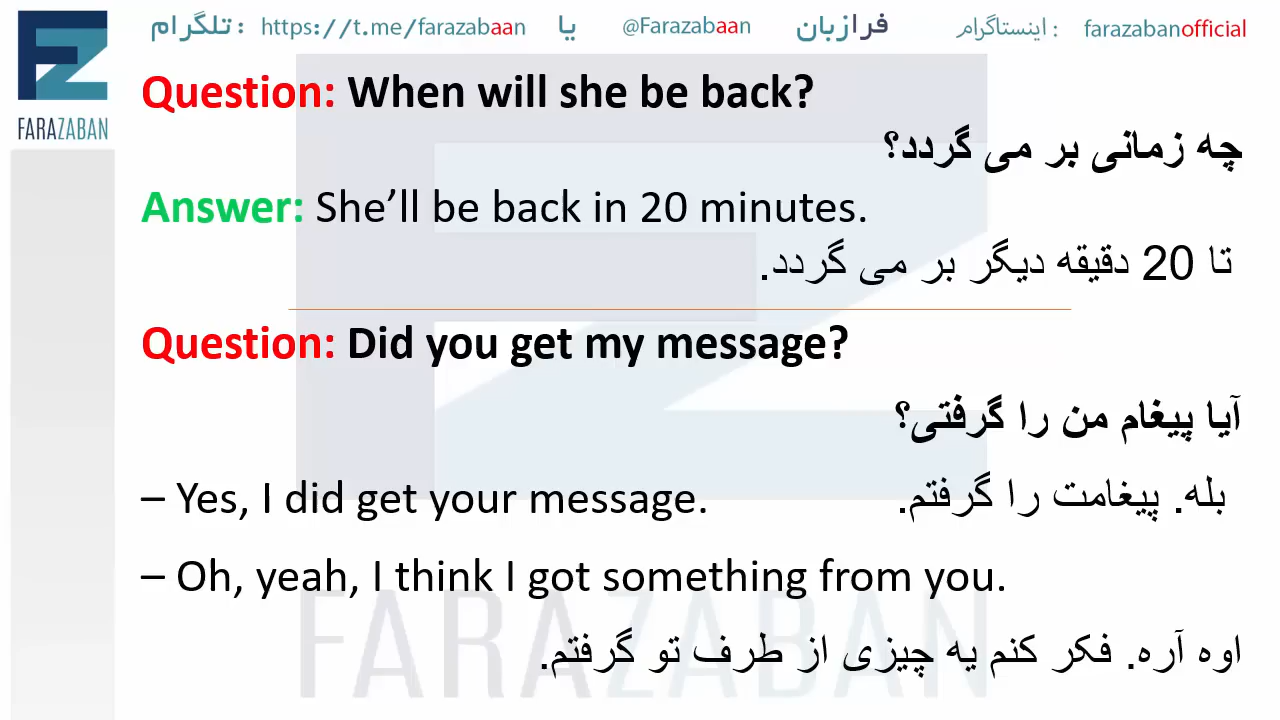 تلگرام : https://t.me/farazabaan یا @Farazabaan فرازبان اینستاگرام : farazabanofficial
FARAZABAN
Question: When will she be back?
چه زمانی بر می گردد؟
Answer: She’ll be back in 20 minutes.
تا 20 دقیقه دیگر بر می گردد.
Question: Did you get my message?
آیا پیغام من را گرفتی؟
– Yes, I did get your message. بله. پیغامت را گرفتم.
– Oh, yeah, I think I got something from you.
اوه آره. فکر کنم یه چیزی از طرف تو گرفتم.
FARAZABAN